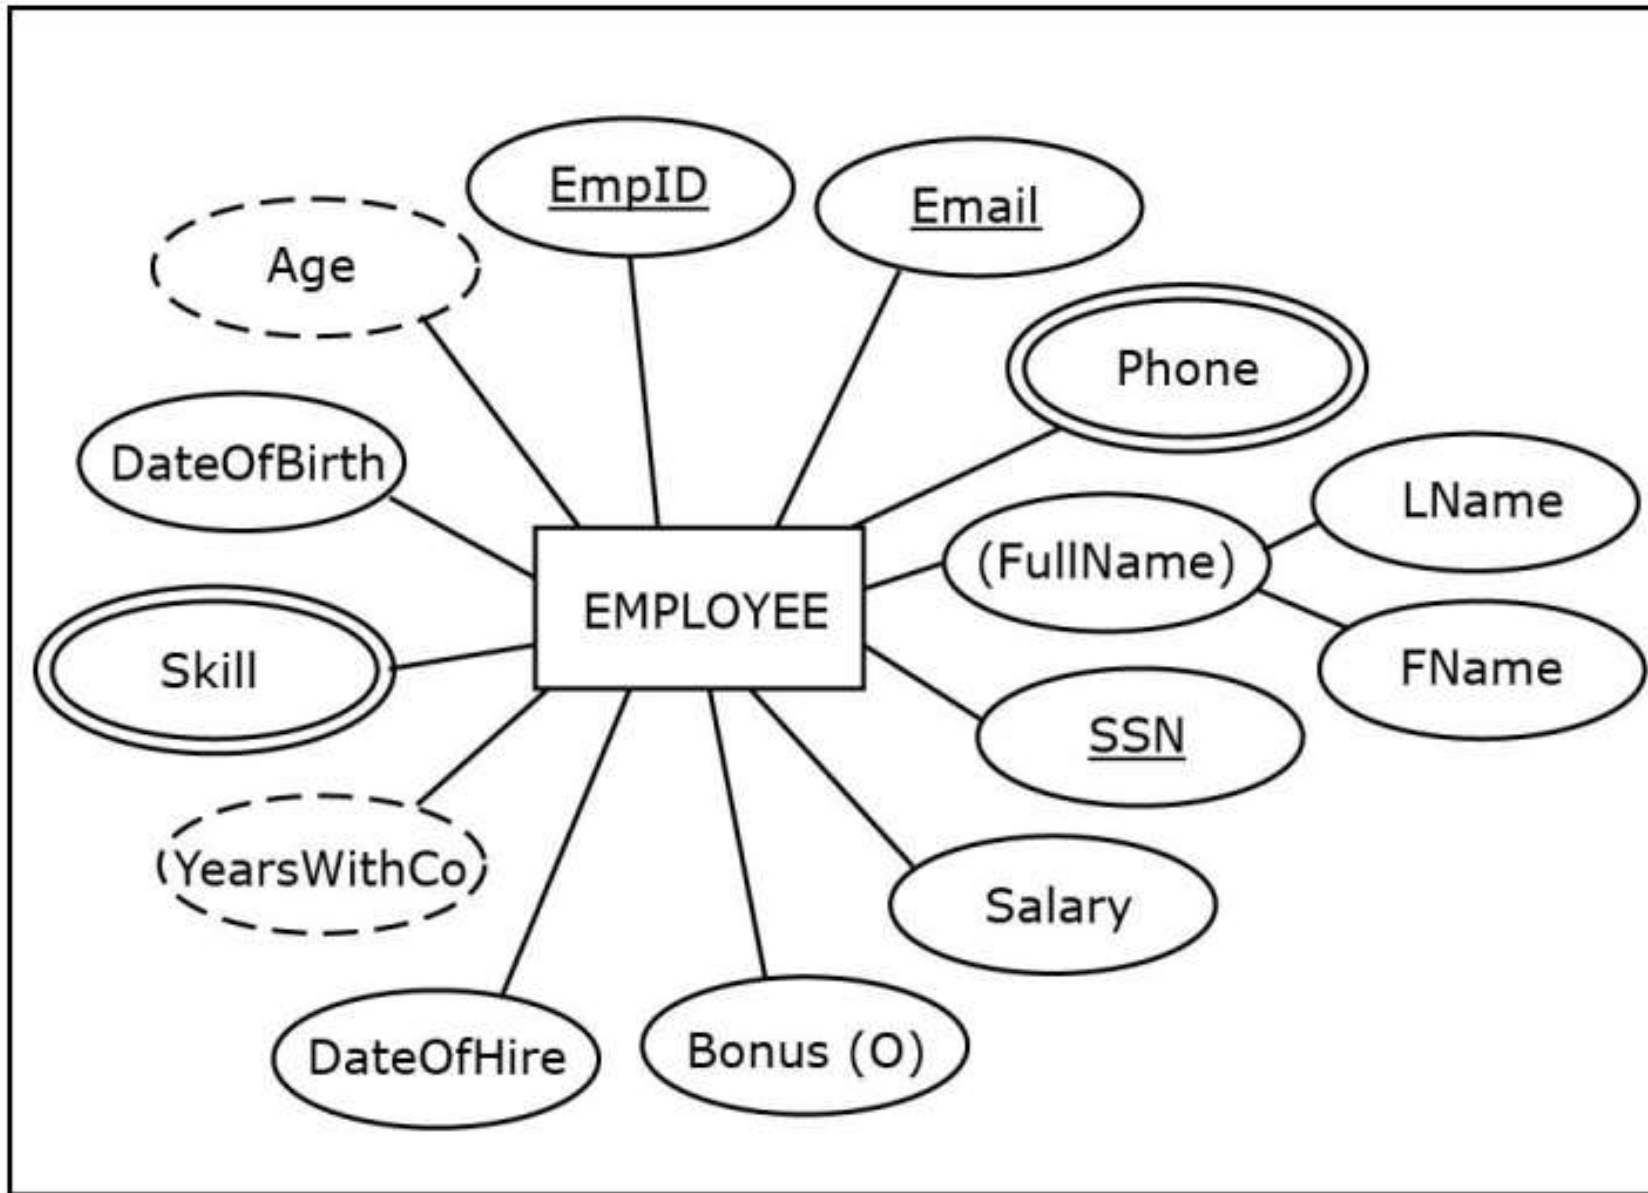 EmpID
Email
Age
Phone
DateOfBirth
LName
(FullName)
EMPLOYEE
Skill
FName
SSN
YearsWithCo
Salary
DateOfHire
Bonus (O)